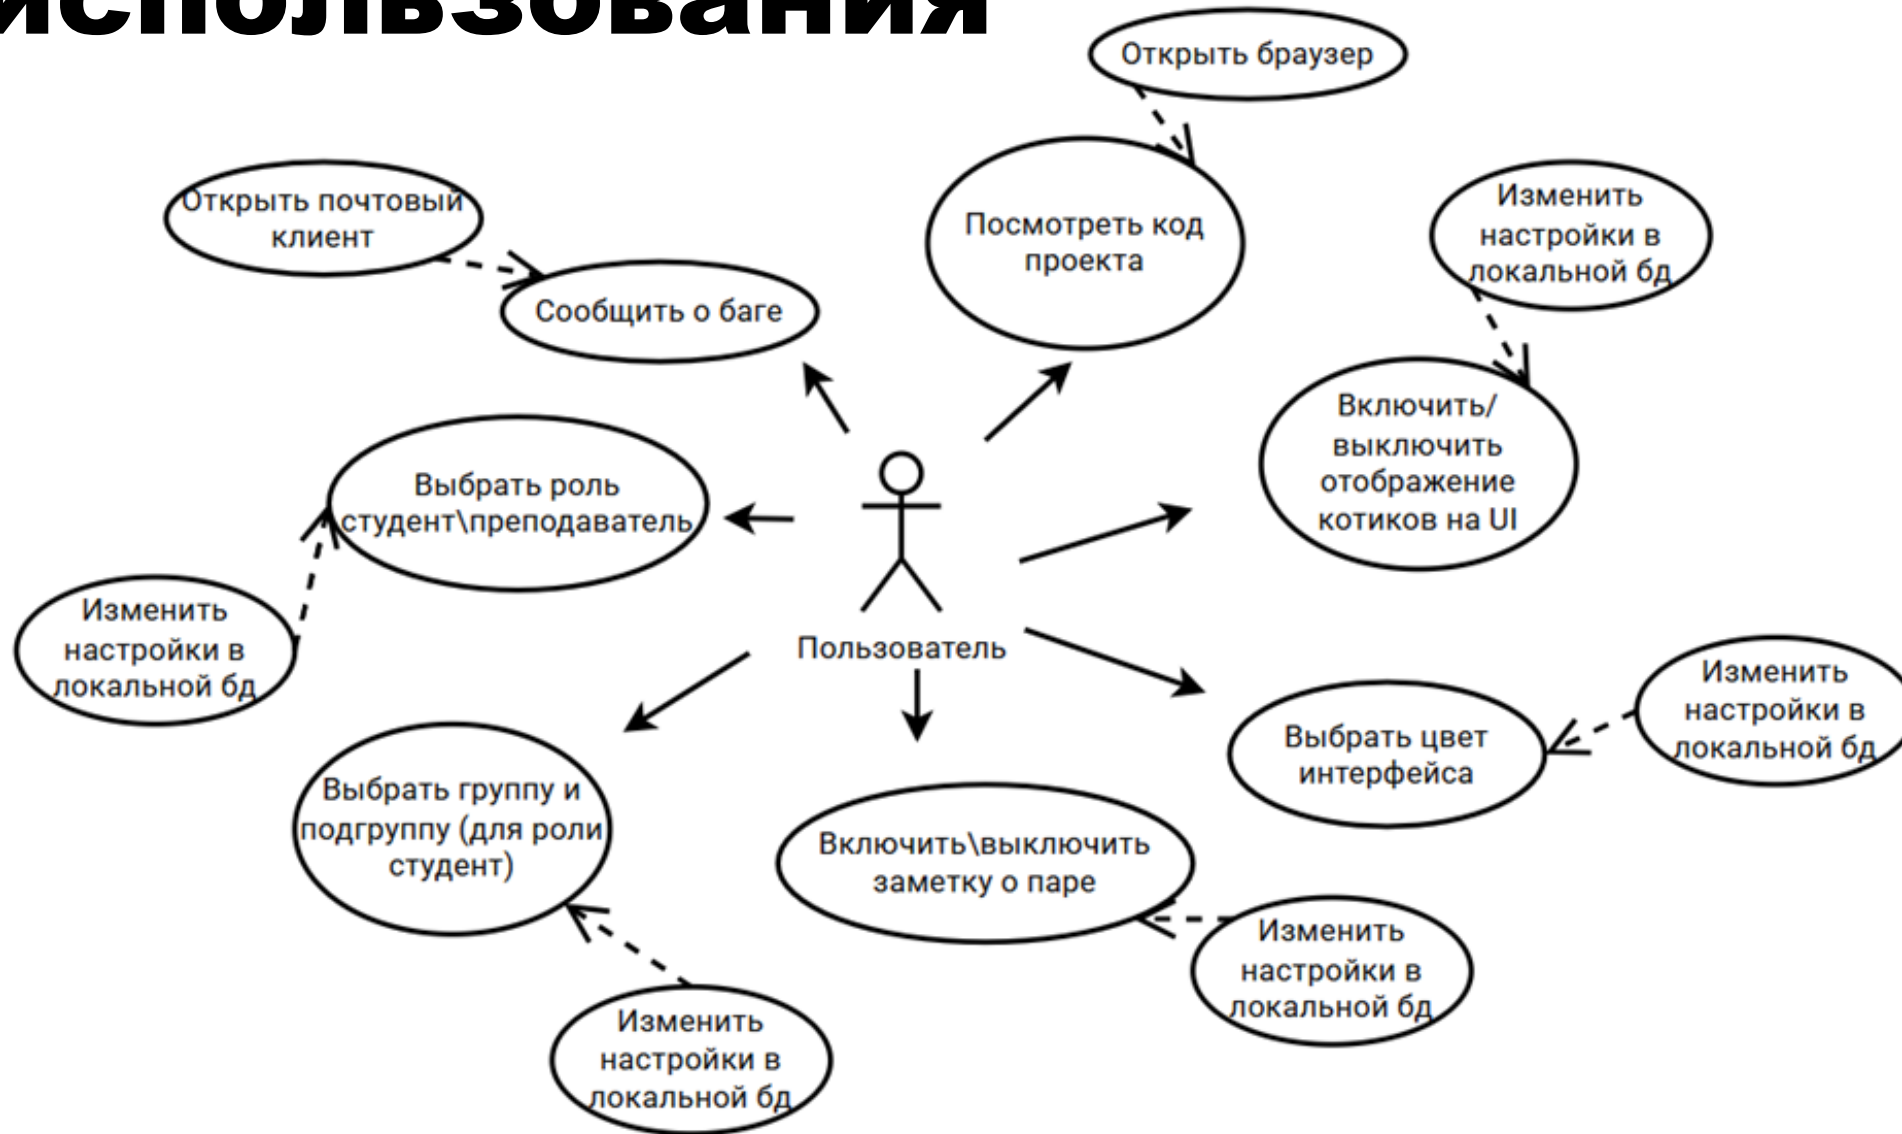 использования
Открыть браузер
Открыть почтовый
клиент
Посмотреть код
проекта
Изменить
настройки в
локальной бд
Сообщить о баге
Включить/
выключить
отображение
котиков на UI
Выбрать роль
студент\преподаватель
Изменить
настройки в
локальной бд
Пользователь
Изменить
настройки в
локальной бд
Выбрать цвет
интерфейса
Выбрать группу и
подгруппу (для роли
студент)
Включить\выключить
заметку о паре
Изменить
настройки в
локальной бд
Изменить
настройки в
локальной бд